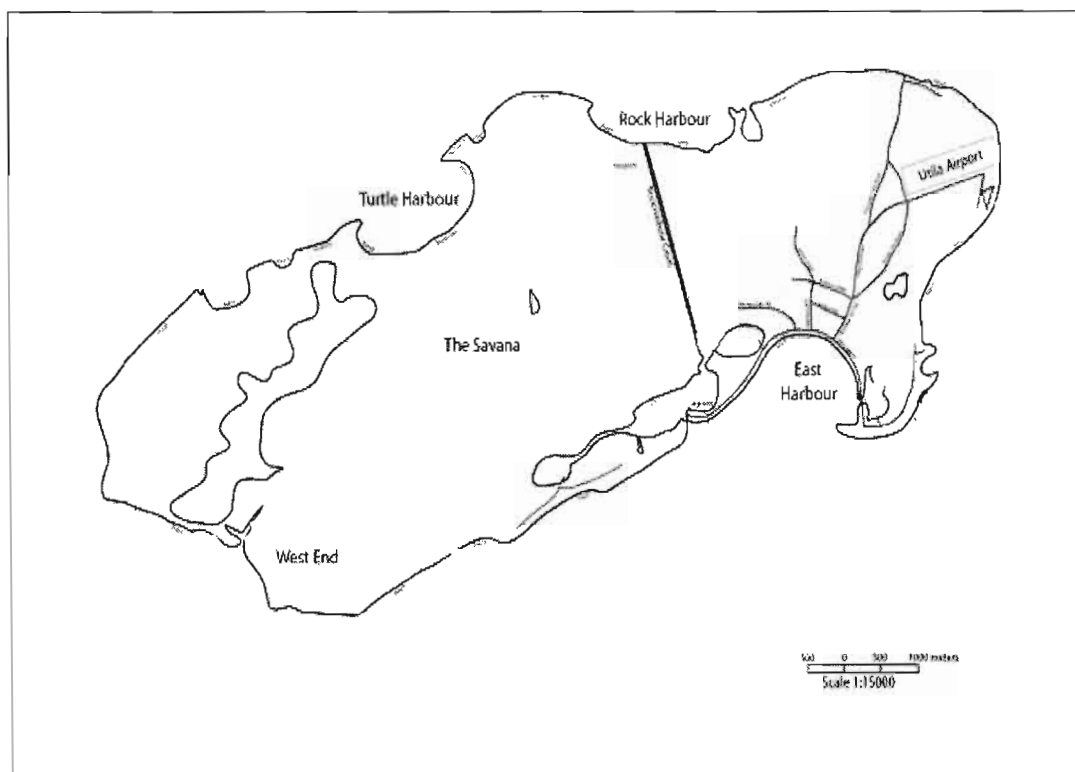 Rock Harbour
Utila Airport
Turtle Harbour
The Savana
East
Harbour
West End
500 0 500 1000 meters
Scale 1:15000